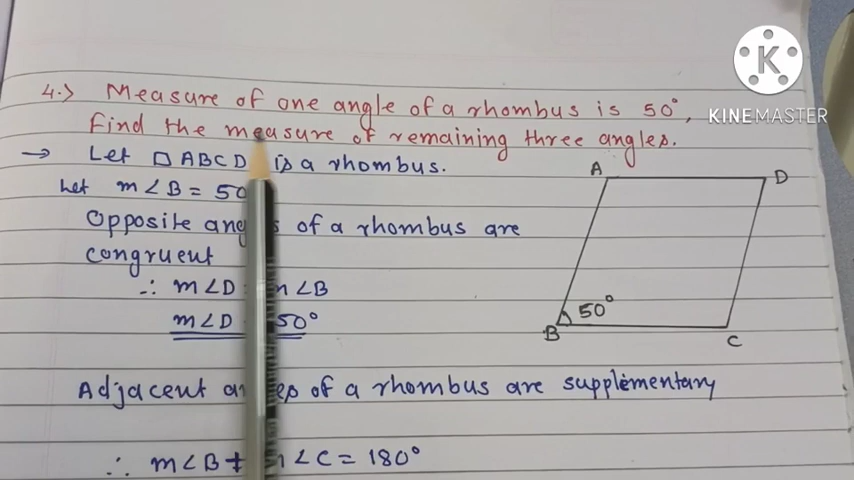 K
KINEMASTER
4.> Measure of one angle of a rhombus is 50°,
Find the measure of remaining three angles.
→ Let □ABCD is a rhombus.
Let m∠B = 50
Opposite ang s of a rhombus are
congruent
∴ m∠D m∠B
m∠D 50°
Adjacent of a rhombus are supplementary
∴ m∠B + ∠C = 180°
A D
50°
B C